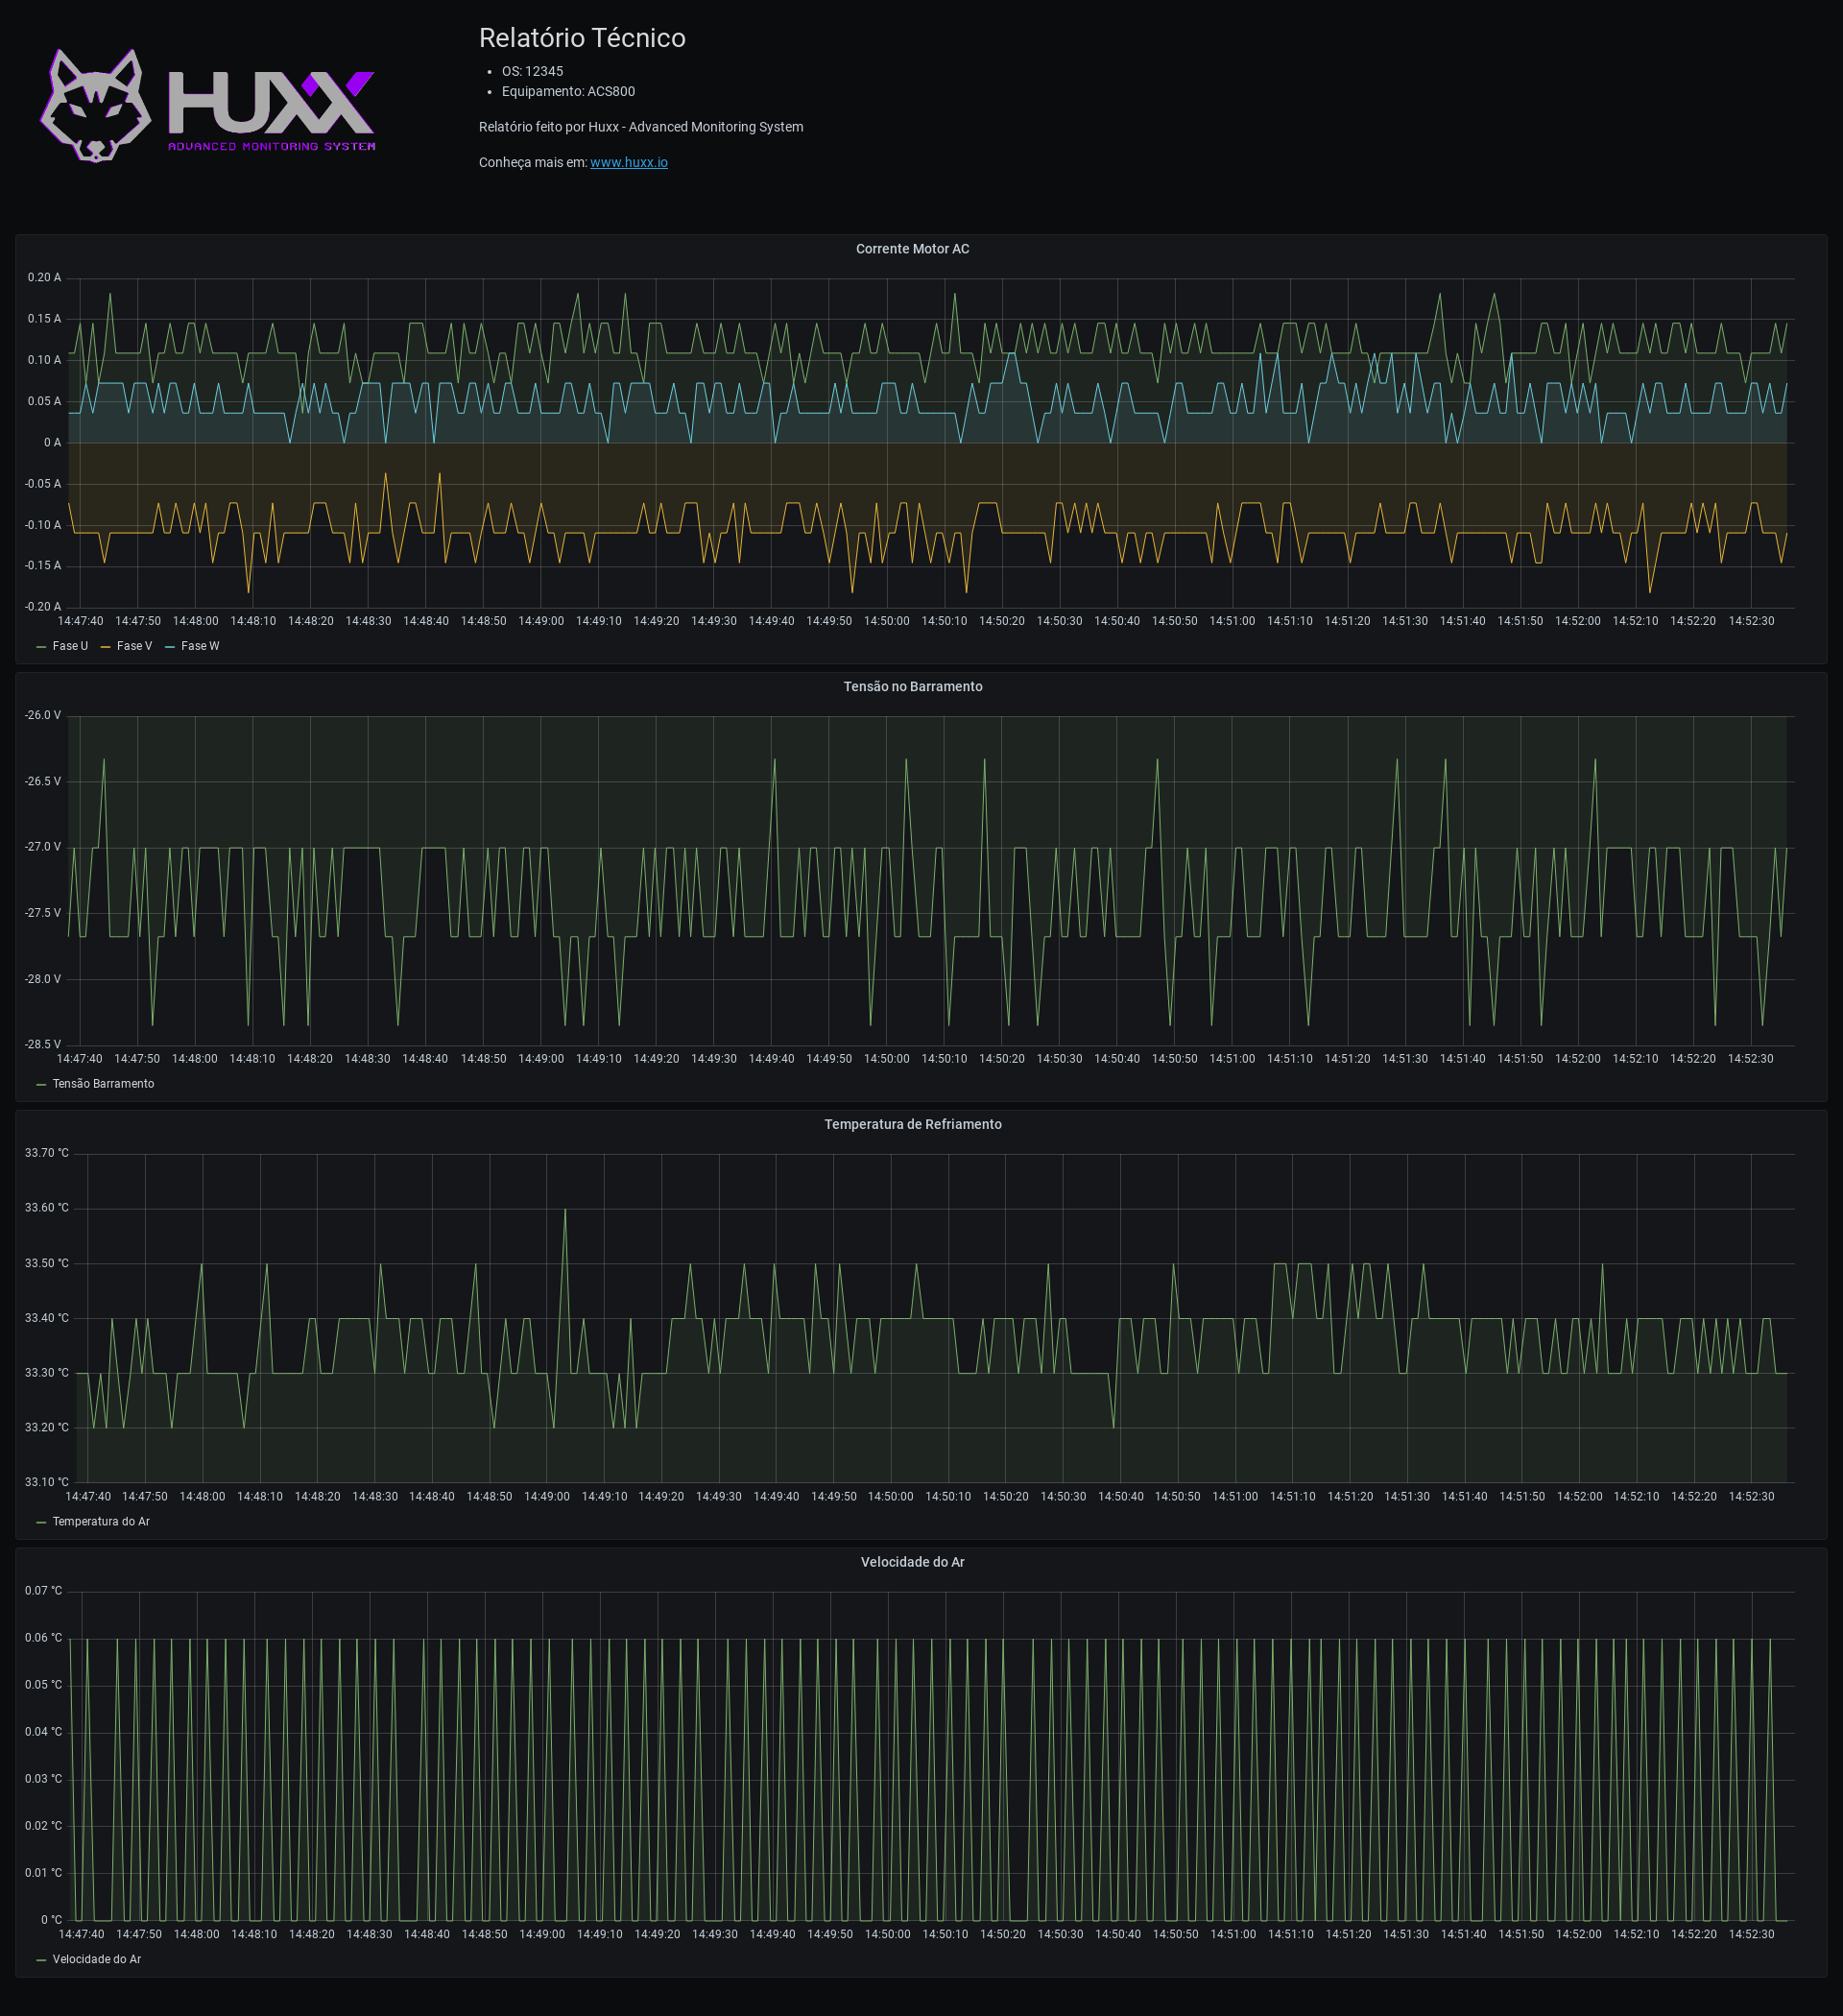 HUXX
ADVANCED MONITORING SYSTEM
Relatório Técnico
OS: 12345
Equipamento: ACS800
Relatório feito por Huxx - Advanced Monitoring System
Conheça mais em: www.huxx.io
Corrente Motor AC
0.20 A
0.15 A
0.10 A
0.05 A
0 A
-0.05 A
-0.10 A
-0.15 A
-0.20 A
14:47:40 14:47:50 14:48:00 14:48:10 14:48:20 14:48:30 14:48:40 14:48:50 14:49:00 14:49:10 14:49:20 14:49:30 14:49:40 14:49:50 14:50:00 14:50:10 14:50:20 14:50:30 14:50:40 14:50:50 14:51:00 14:51:10 14:51:20 14:51:30 14:51:40 14:51:50 14:52:00 14:52:10 14:52:20 14:52:30
Fase U Fase V Fase W
Tensão no Barramento
-26.0 V
-26.5 V
-27.0 V
-27.5 V
-28.0 V
-28.5 V
14:47:40 14:47:50 14:48:00 14:48:10 14:48:20 14:48:30 14:48:40 14:48:50 14:49:00 14:49:10 14:49:20 14:49:30 14:49:40 14:49:50 14:50:00 14:50:10 14:50:20 14:50:30 14:50:40 14:50:50 14:51:00 14:51:10 14:51:20 14:51:30 14:51:40 14:51:50 14:52:00 14:52:10 14:52:20 14:52:30
Tensão Barramento
Temperatura de Refriamento
33.70 °C
33.60 °C
33.50 °C
33.40 °C
33.30 °C
33.20 °C
33.10 °C
14:47:40 14:47:50 14:48:00 14:48:10 14:48:20 14:48:30 14:48:40 14:48:50 14:49:00 14:49:10 14:49:20 14:49:30 14:49:40 14:49:50 14:50:00 14:50:10 14:50:20 14:50:30 14:50:40 14:50:50 14:51:00 14:51:10 14:51:20 14:51:30 14:51:40 14:51:50 14:52:00 14:52:10 14:52:20 14:52:30
Temperatura do Ar
Velocidade do Ar
0.07 °C
0.06 °C
0.05 °C
0.04 °C
0.03 °C
0.02 °C
0.01 °C
0 °C
14:47:40 14:47:50 14:48:00 14:48:10 14:48:20 14:48:30 14:48:40 14:48:50 14:49:00 14:49:10 14:49:20 14:49:30 14:49:40 14:49:50 14:50:00 14:50:10 14:50:20 14:50:30 14:50:40 14:50:50 14:51:00 14:51:10 14:51:20 14:51:30 14:51:40 14:51:50 14:52:00 14:52:10 14:52:20 14:52:30
Velocidade do Ar